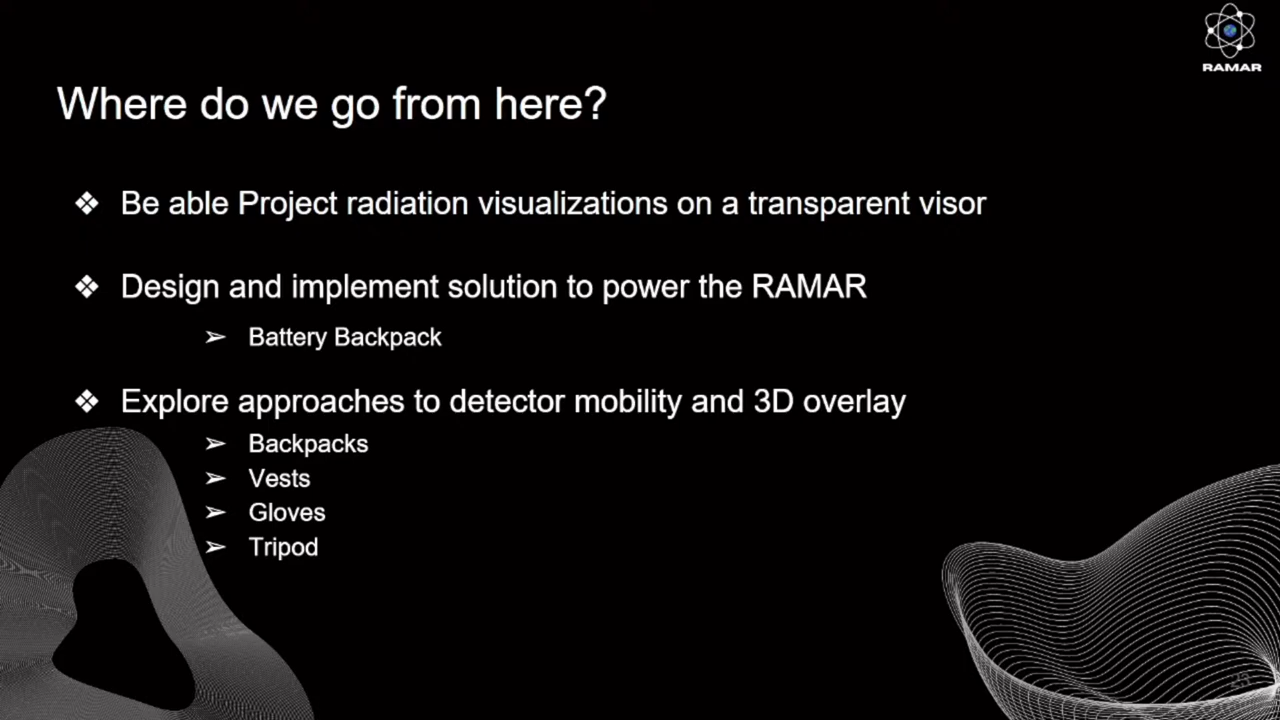 RAMAR
Where do we go from here?
❖ Be able Project radiation visualizations on a transparent visor
❖ Design and implement solution to power the RAMAR
➢ Battery Backpack
❖ Explore approaches to detector mobility and 3D overlay
➢ Backpacks
➢ Vests
➢ Gloves
➢ Tripod